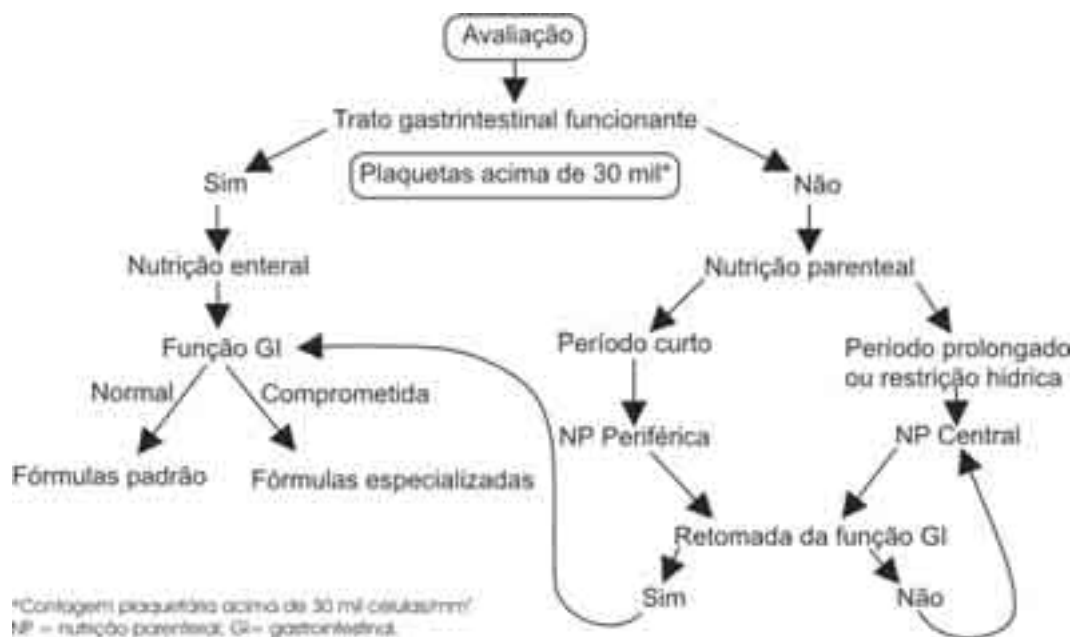 Avaliação
Trato gastrintestinal funcionante
Plaquetas acima de 30 mil*
Sim
Não
Nutrição enteral
Nutrição parenteal
Função GI
Período curto
Período prolongado
ou restrição hídrica
Normal
Comprometida
NP Periférica
NP Central
Fórmulas padrão
Fórmulas especializadas
Retomada da função GI
Sim
Não
*Contagem plaquetária acima de 30 mil células/mm³
NP = nutrição parenteral; GI= gastrointestinal.